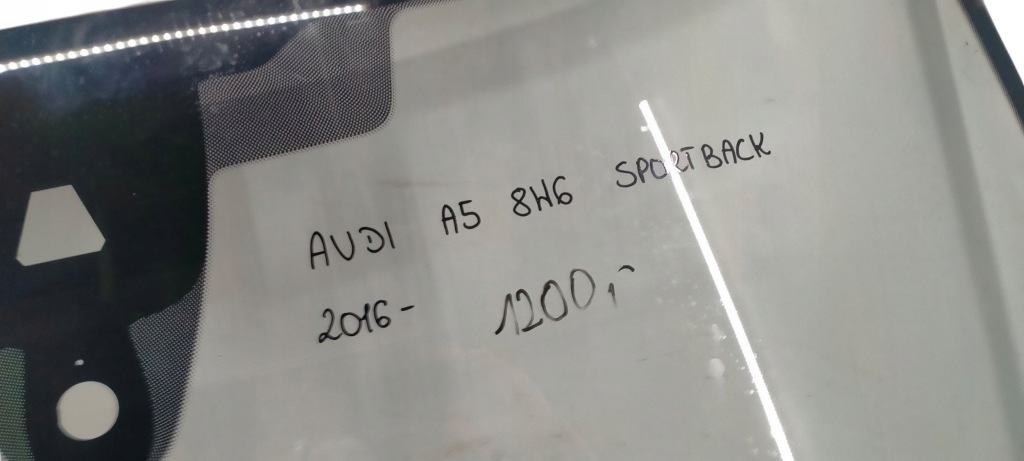 AUDI A5 8W6 SPORTBACK
2016- 1200,-